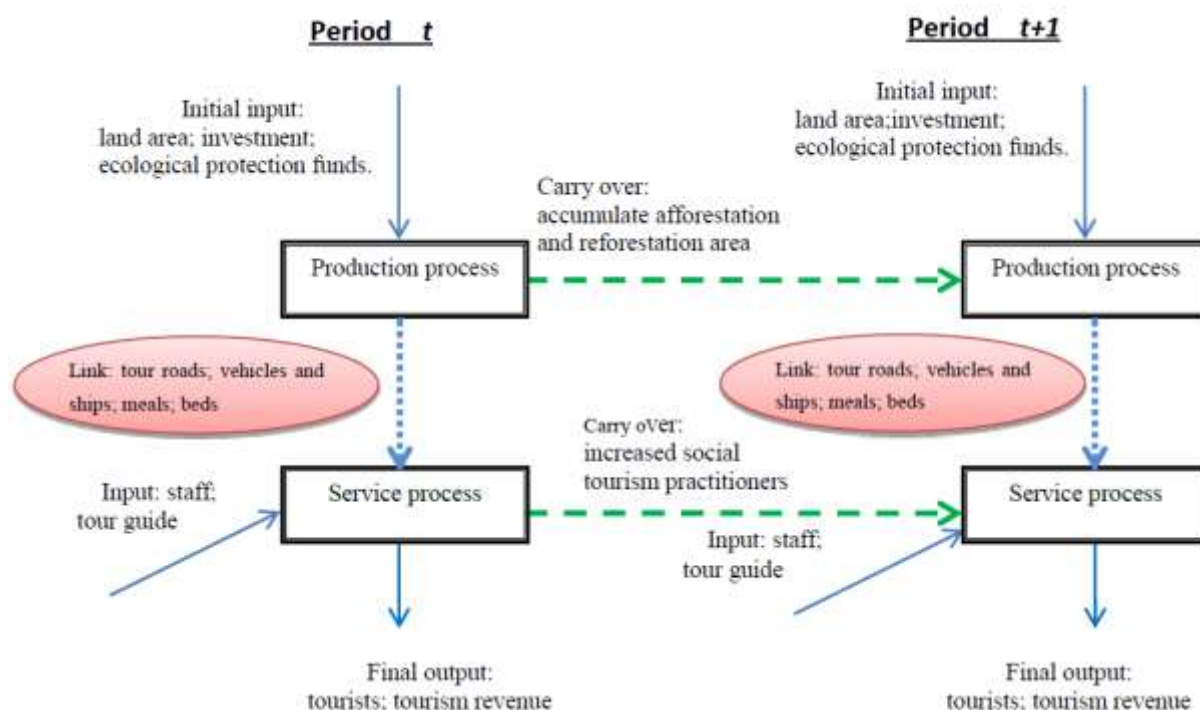 Period t
Period t+1
Initial input:
land area; investment;
ecological protection funds.
Initial input:
land area;investment;
ecological protection funds.
Carry over:
accumulate afforestation
and reforestation area
Production process
Production process
Link: tour roads; vehicles and
ships; meals; beds
Link: tour roads; vehicles and
ships; meals; beds
Carry over:
increased social
tourism practitioners
Input: staff;
tour guide
Service process
Service process
Input: staff;
tour guide
Final output:
tourists; tourism revenue
Final output:
tourists; tourism revenue